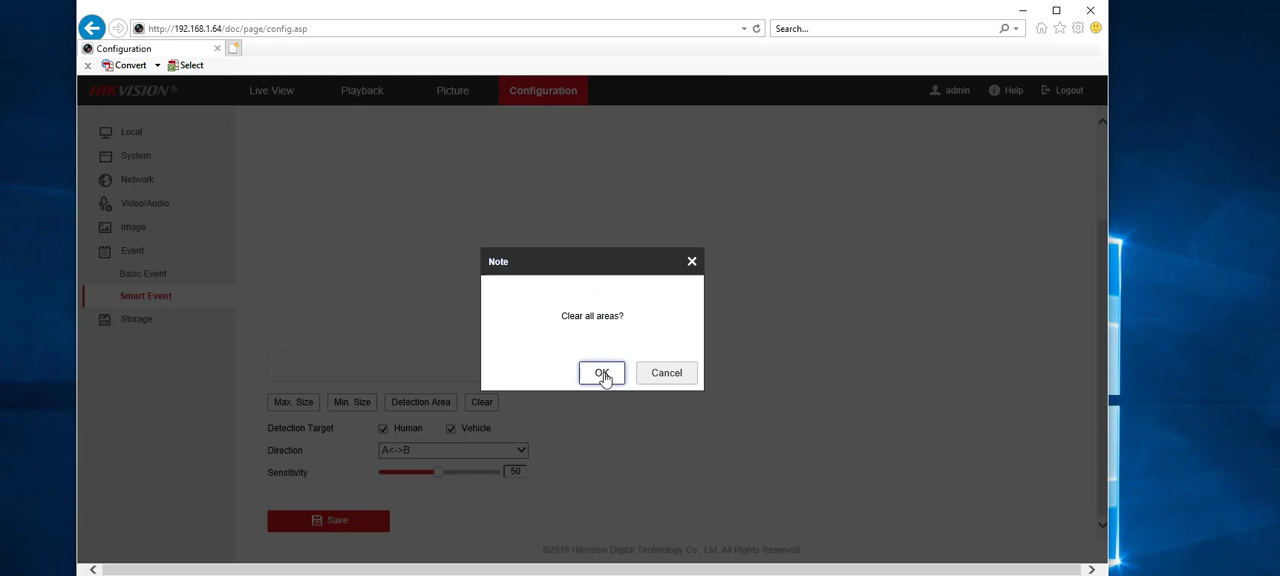 http://192.168.1.64/doc/page/config.asp
Search...
Configuration
Convert
Select
HIKVISION®
Live View
Playback
Picture
Configuration
admin
Help
Logout
Local
System
Network
Video/Audio
Image
Event
Basic Event
Smart Event
Storage
Note
Clear all areas?
OK
Cancel
Max. Size
Min. Size
Detection Area
Clear
Detection Target
Human
Vehicle
Direction
A<->B
Sensitivity
50
Save
©2019 Hikvision Digital Technology Co., Ltd. All Rights Reserved.